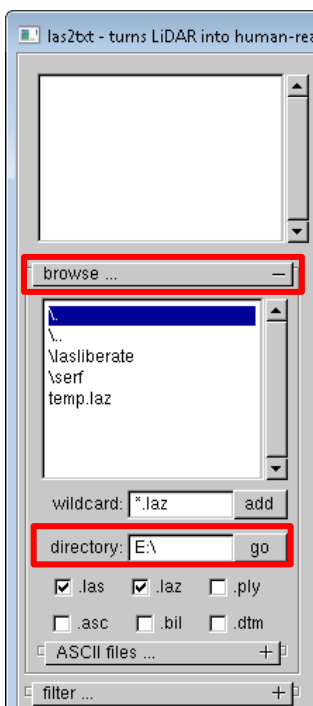 las2txt - turns LiDAR into human-rea
browse ... −
\.
\..
\lasliberate
\serf
temp.laz
wildcard: *.laz add
directory: E:\ go
.las .laz .ply
.asc .bil .dtm
ASCII files ... +
filter ... +